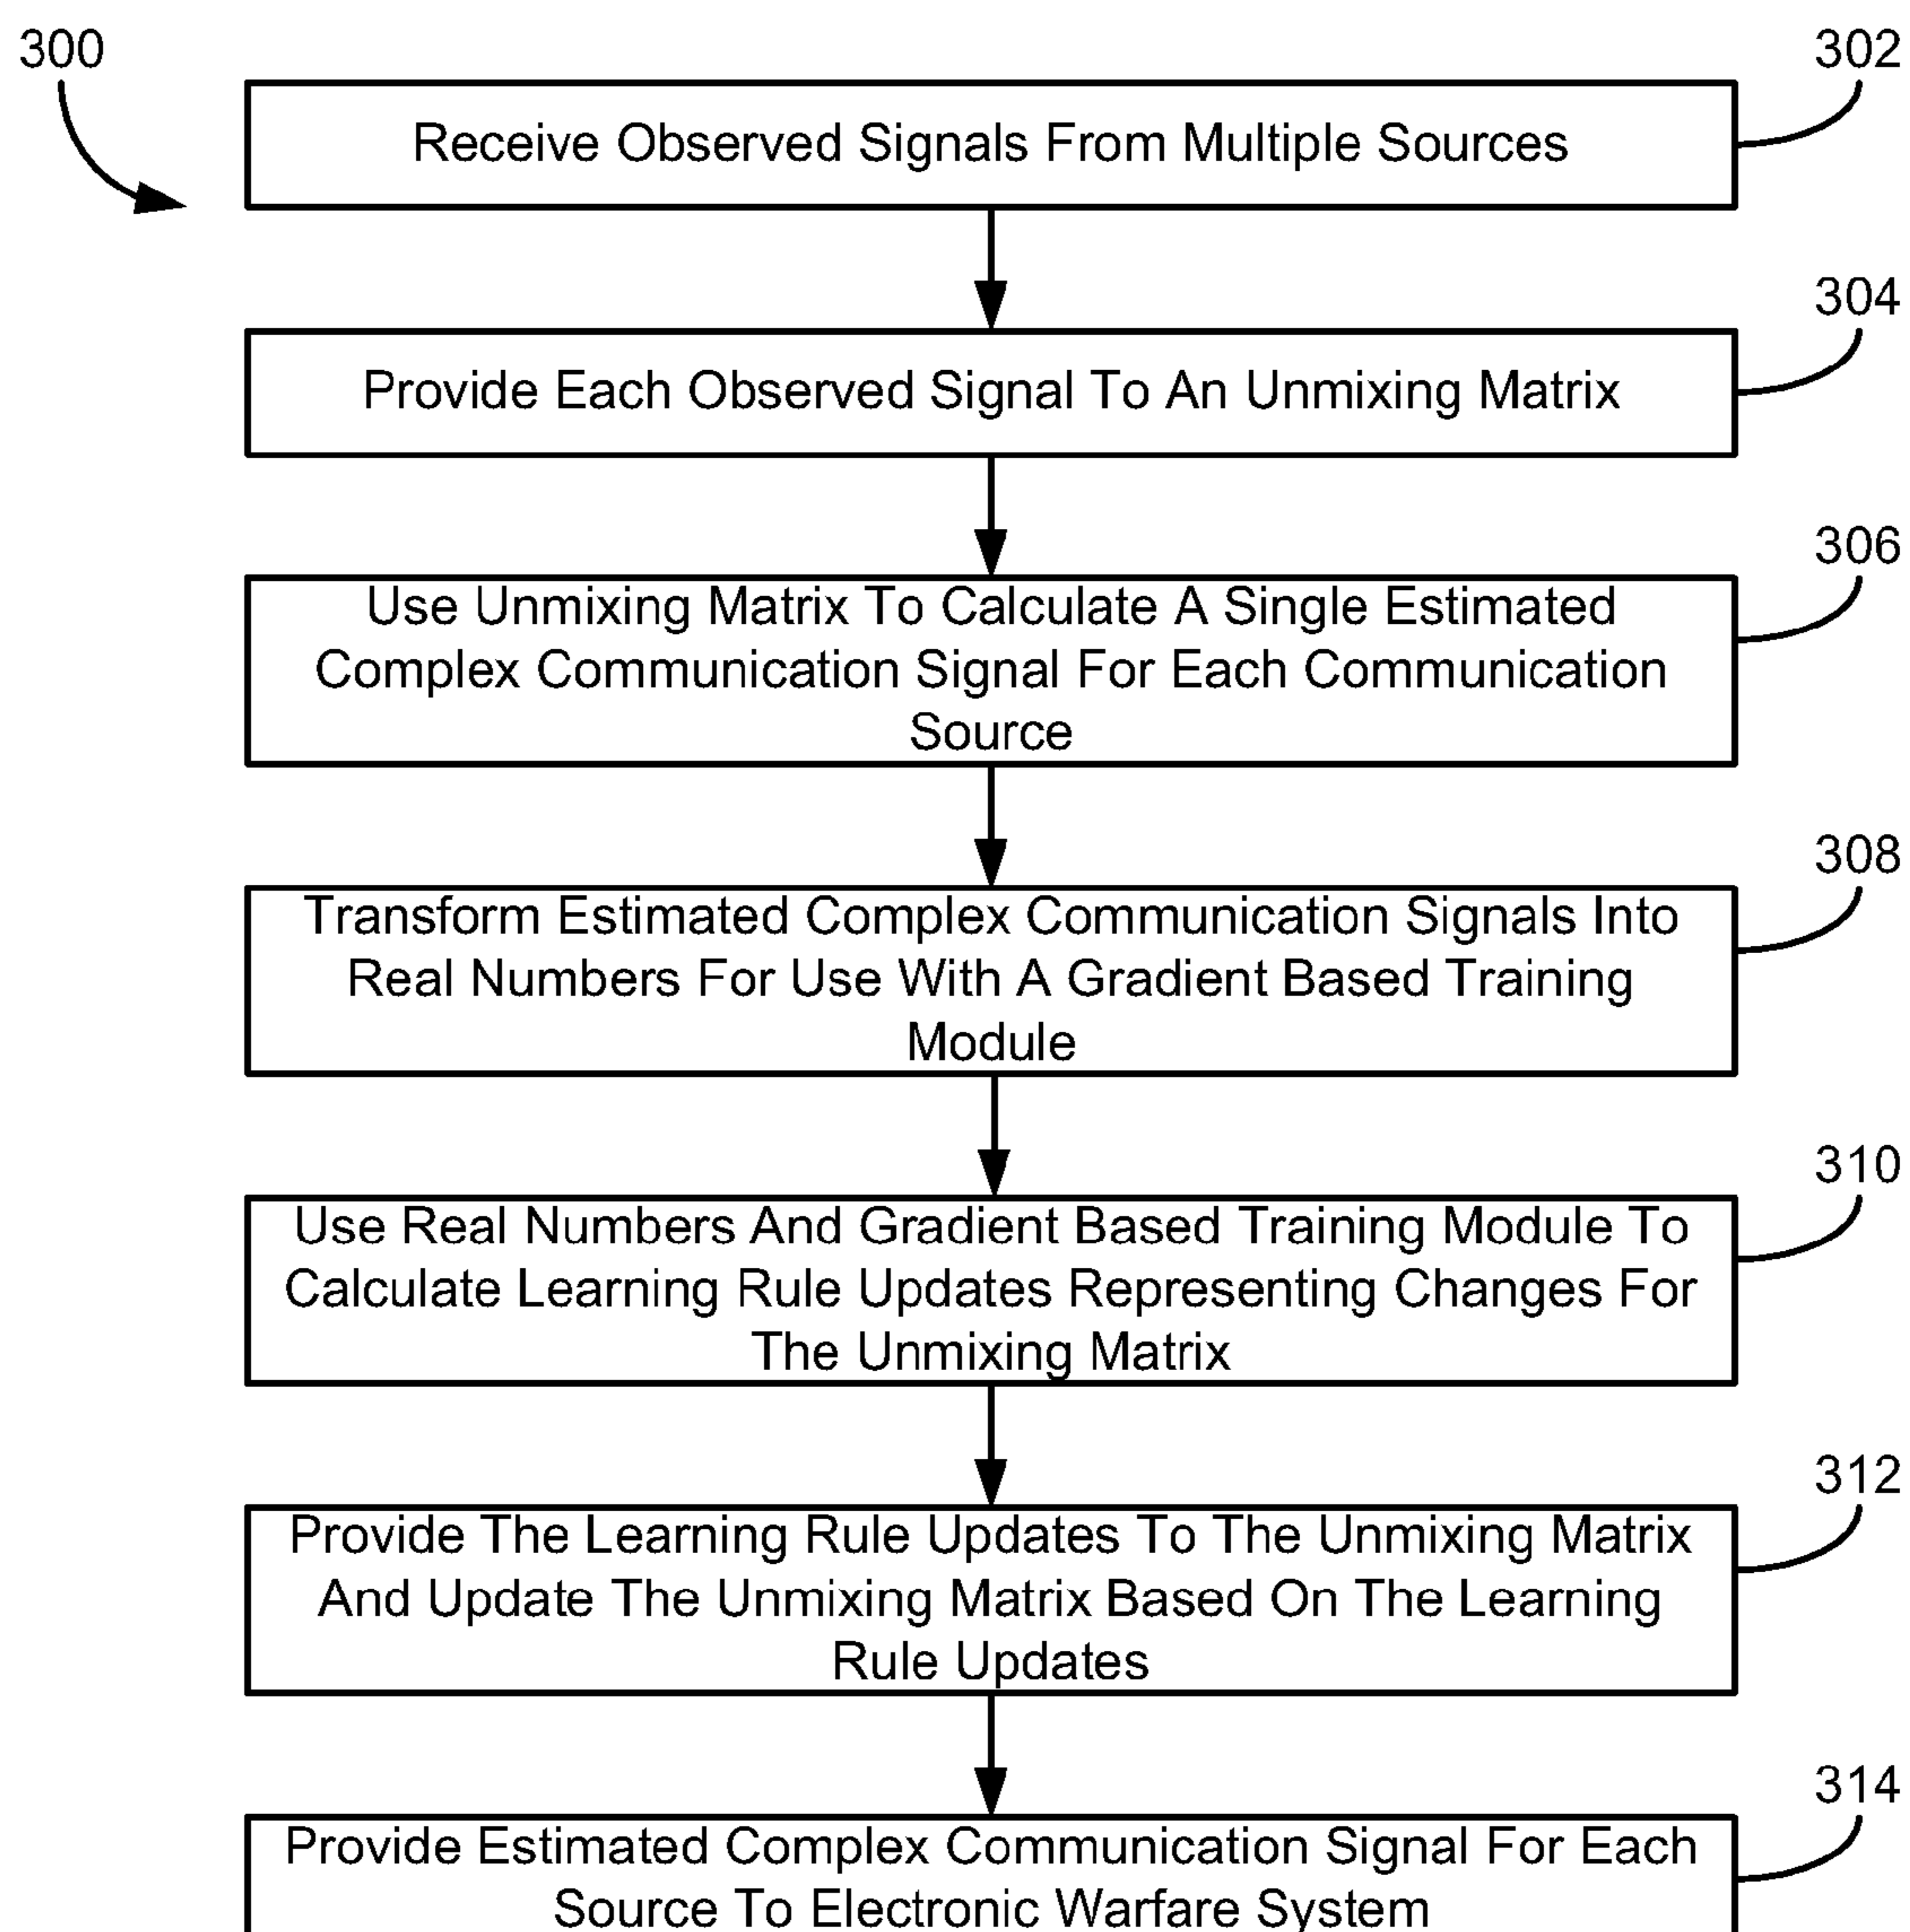 300
302
Receive Observed Signals From Multiple Sources
304
Provide Each Observed Signal To An Unmixing Matrix
306
Use Unmixing Matrix To Calculate A Single Estimated
Complex Communication Signal For Each Communication
Source
308
Transform Estimated Complex Communication Signals Into
Real Numbers For Use With A Gradient Based Training
Module
310
Use Real Numbers And Gradient Based Training Module To
Calculate Learning Rule Updates Representing Changes For
The Unmixing Matrix
312
Provide The Learning Rule Updates To The Unmixing Matrix
And Update The Unmixing Matrix Based On The Learning
Rule Updates
314
Provide Estimated Complex Communication Signal For Each
Source To Electronic Warfare System